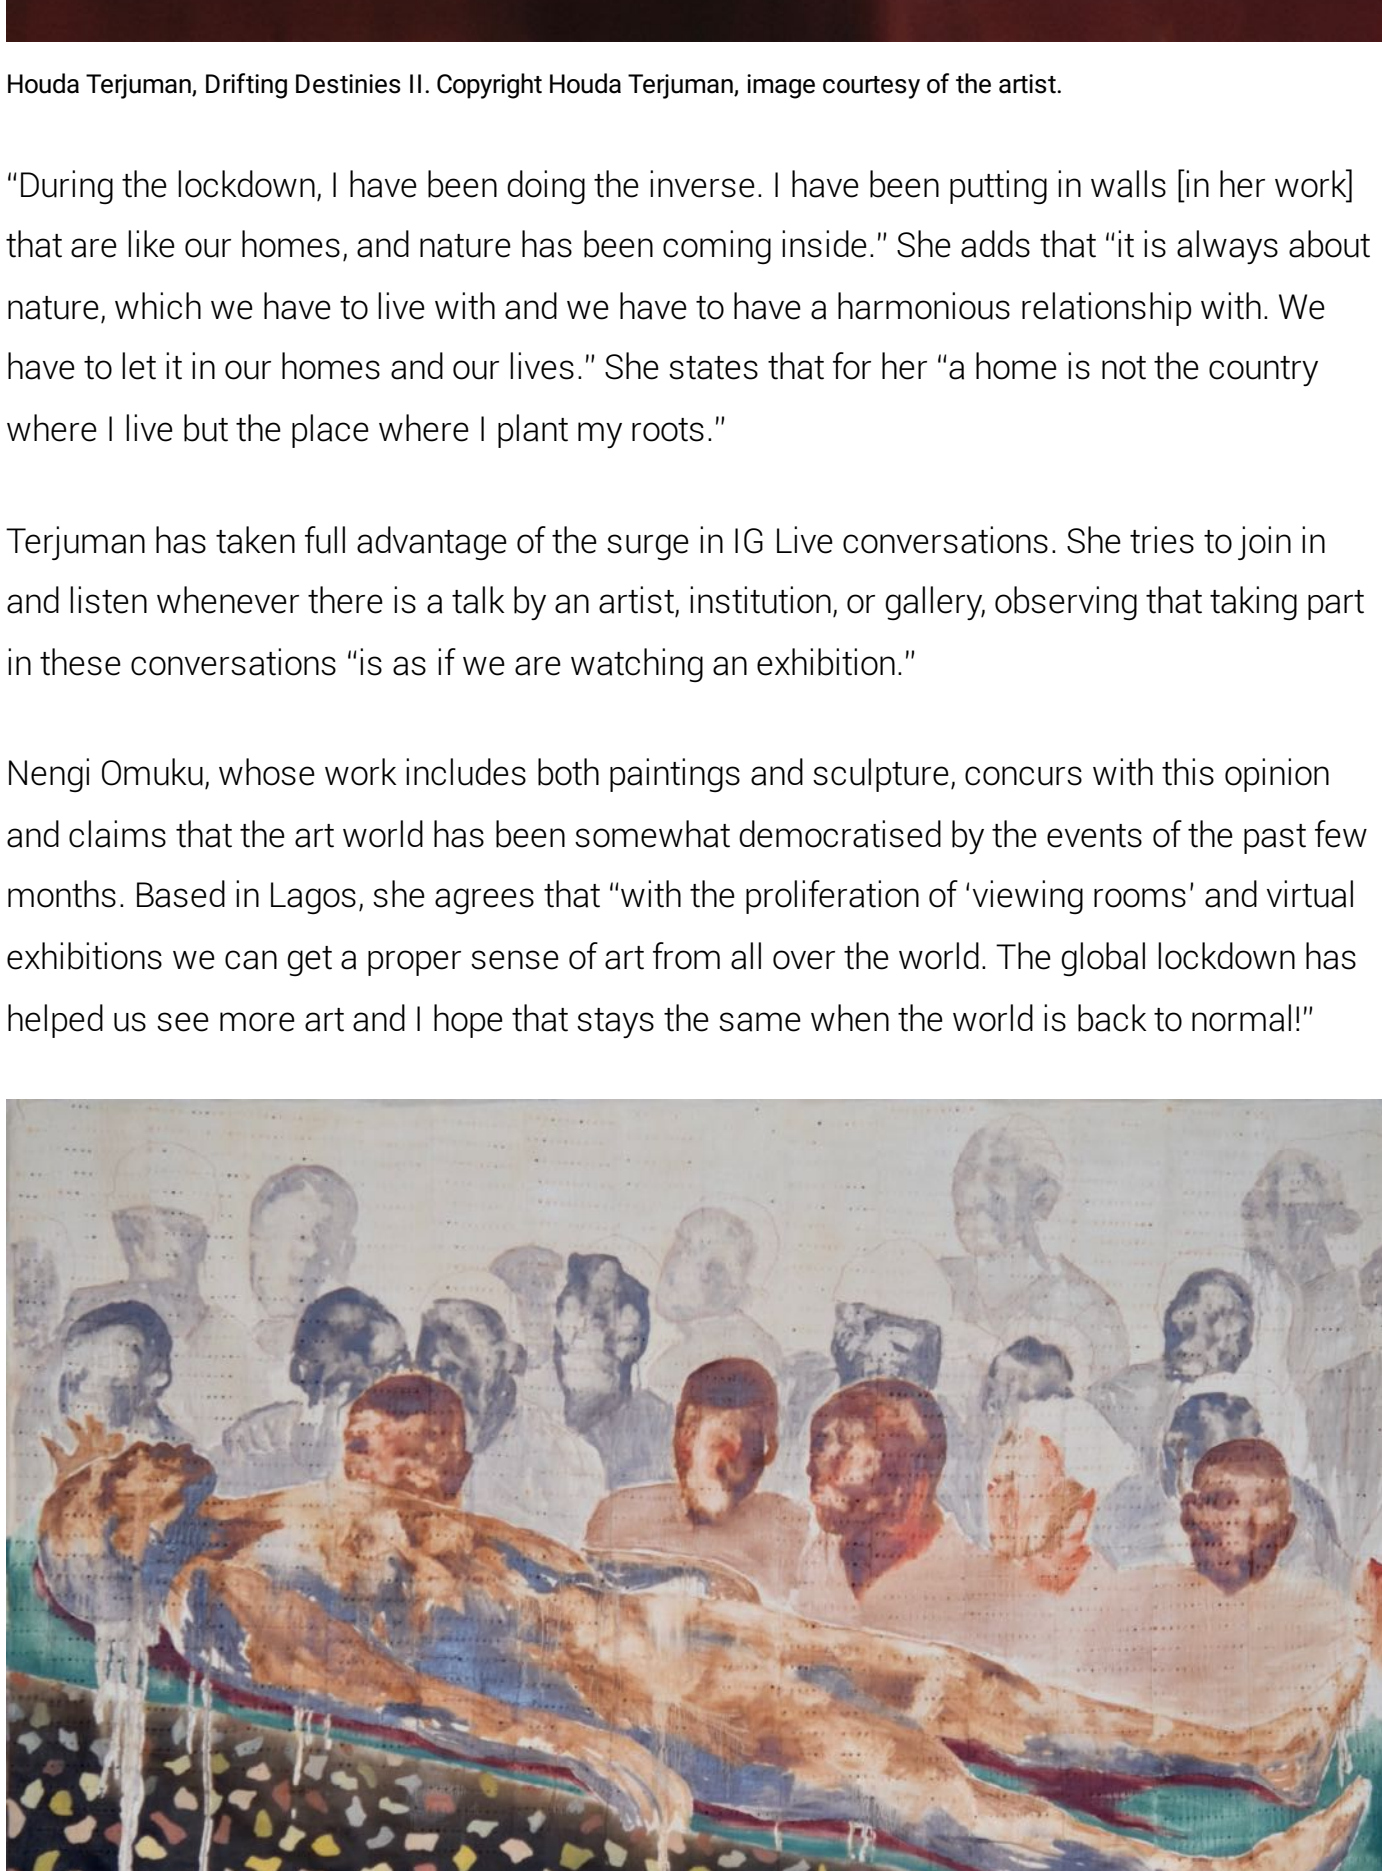 Houda Terjuman, Drifting Destinies II. Copyright Houda Terjuman, image courtesy of the artist.
“During the lockdown, I have been doing the inverse. I have been putting in walls [in her work]
that are like our homes, and nature has been coming inside.” She adds that “it is always about
nature, which we have to live with and we have to have a harmonious relationship with. We
have to let it in our homes and our lives.” She states that for her “a home is not the country
where I live but the place where I plant my roots.”
Terjuman has taken full advantage of the surge in IG Live conversations. She tries to join in
and listen whenever there is a talk by an artist, institution, or gallery, observing that taking part
in these conversations “is as if we are watching an exhibition.”
Nengi Omuku, whose work includes both paintings and sculpture, concurs with this opinion
and claims that the art world has been somewhat democratised by the events of the past few
months. Based in Lagos, she agrees that “with the proliferation of ‘viewing rooms’ and virtual
exhibitions we can get a proper sense of art from all over the world. The global lockdown has
helped us see more art and I hope that stays the same when the world is back to normal!”